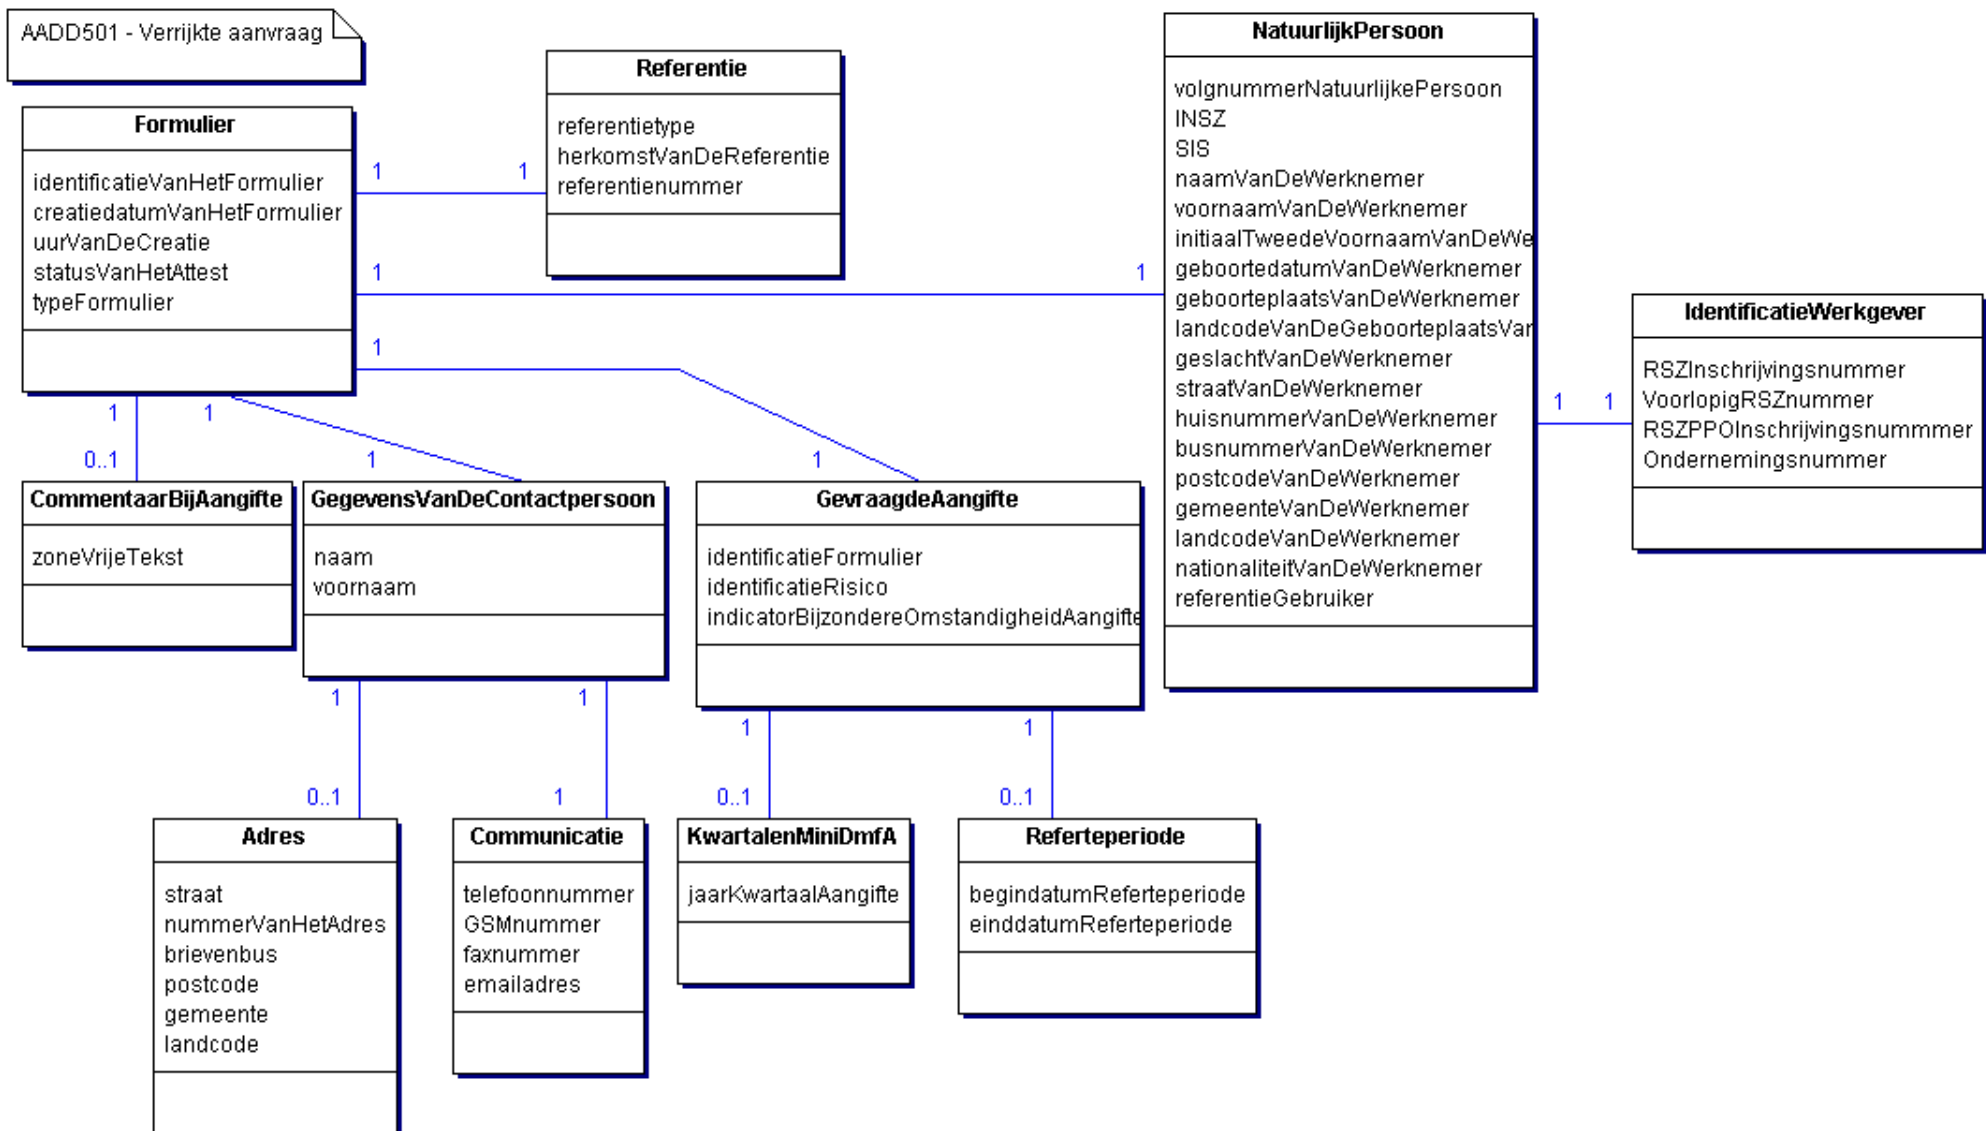 AADD501 - Verrijkte aanvraag
Formulier
identificatieVanHetFormulier
creatiedatumVanHetFormulier
uurVanDeCreatie
statusVanHetAttest
typeFormulier
1
1
Referentie
referentietype
herkomstVanDeReferentie
referentienummer
1
1
1
NatuurlijkPersoon
volgnummerNatuurlijkePersoon
INSZ
SIS
naamVanDeWerknemer
voornaamVanDeWerknemer
initiaalTweedeVoornaamVanDeWe
geboortedatumVanDeWerknemer
geboorteplaatsVanDeWerknemer
landcodeVanDeGeboorteplaatsVan
geslachtVanDeWerknemer
straatVanDeWerknemer
huisnummerVanDeWerknemer
busnummerVanDeWerknemer
postcodeVanDeWerknemer
gemeenteVanDeWerknemer
landcodeVanDeWerknemer
nationaliteitVanDeWerknemer
referentieGebruiker
1
1
IdentificatieWerkgever
RSZInschrijvingsnummer
VoorlopigRSZnummer
RSZPPOInschrijvingsnummmer
Ondernemingsnummer
1
1
0..1
1
1
CommentaarBijAangifte
zoneVrijeTekst
GegevensVanDeContactpersoon
naam
voornaam
GevraagdeAangifte
identificatieFormulier
identificatieRisico
indicatorBijzondereOmstandigheidAangifte
1
1
1
1
0..1
1
0..1
0..1
Adres
straat
nummerVanHetAdres
brievenbus
postcode
gemeente
landcode
Communicatie
telefoonnummer
GSMnummer
faxnummer
emailadres
KwartalenMiniDmfA
jaarKwartaalAangifte
Referteperiode
begindatumReferteperiode
einddatumReferteperiode